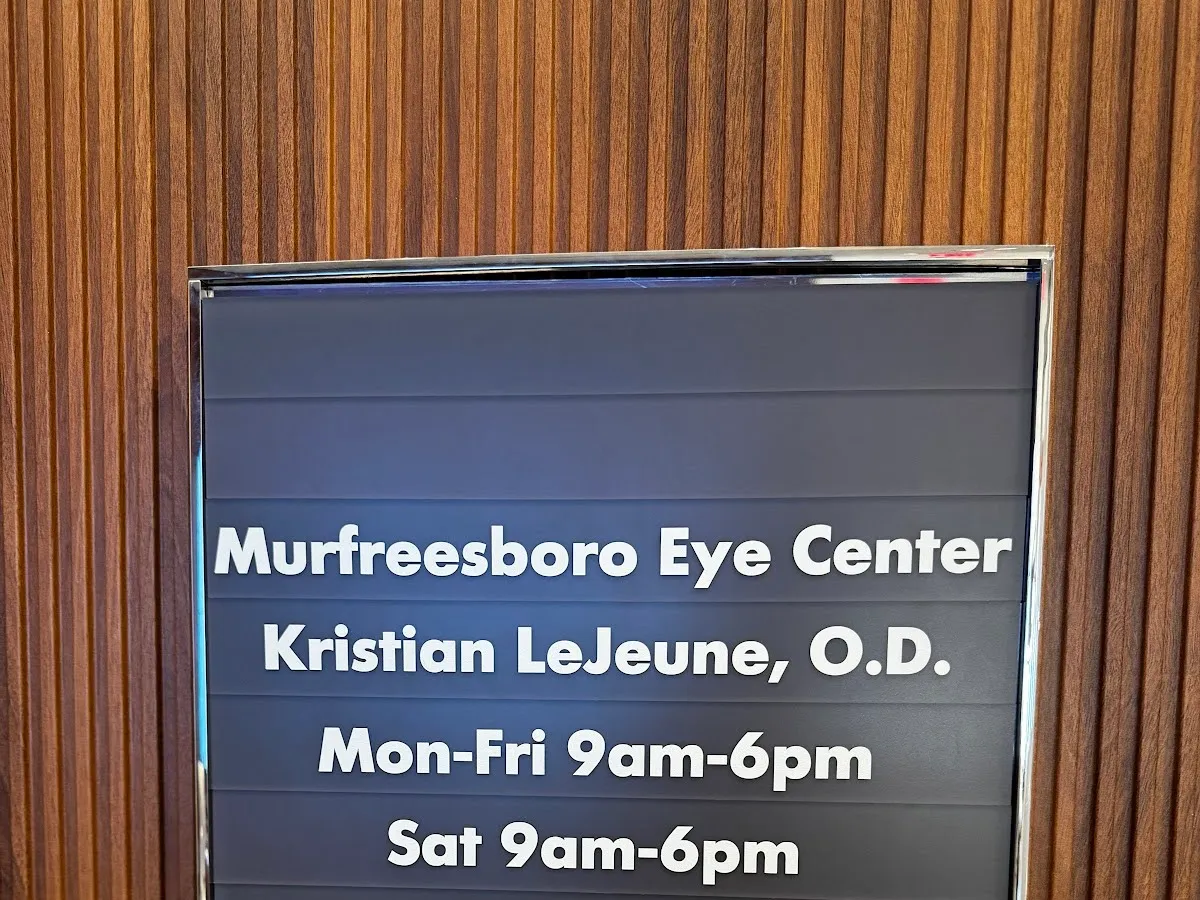 Murfreesboro Eye Center
Kristian LeJeune, O.D.
Mon-Fri 9am-6pm
Sat 9am-6pm